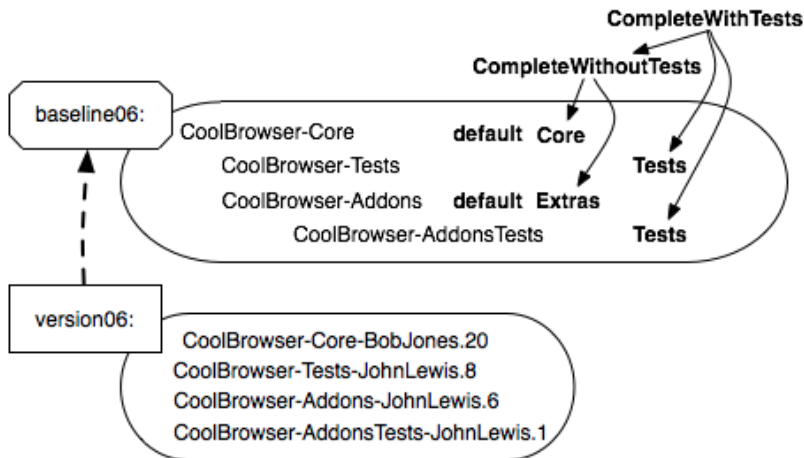 CompleteWithTests
CompleteWithoutTests
baseline06:
CoolBrowser-Core default Core
CoolBrowser-Tests Tests
CoolBrowser-Addons default Extras
CoolBrowser-AddonsTests Tests
version06:
CoolBrowser-Core-BobJones.20
CoolBrowser-Tests-JohnLewis.8
CoolBrowser-Addons-JohnLewis.6
CoolBrowser-AddonsTests-JohnLewis.1